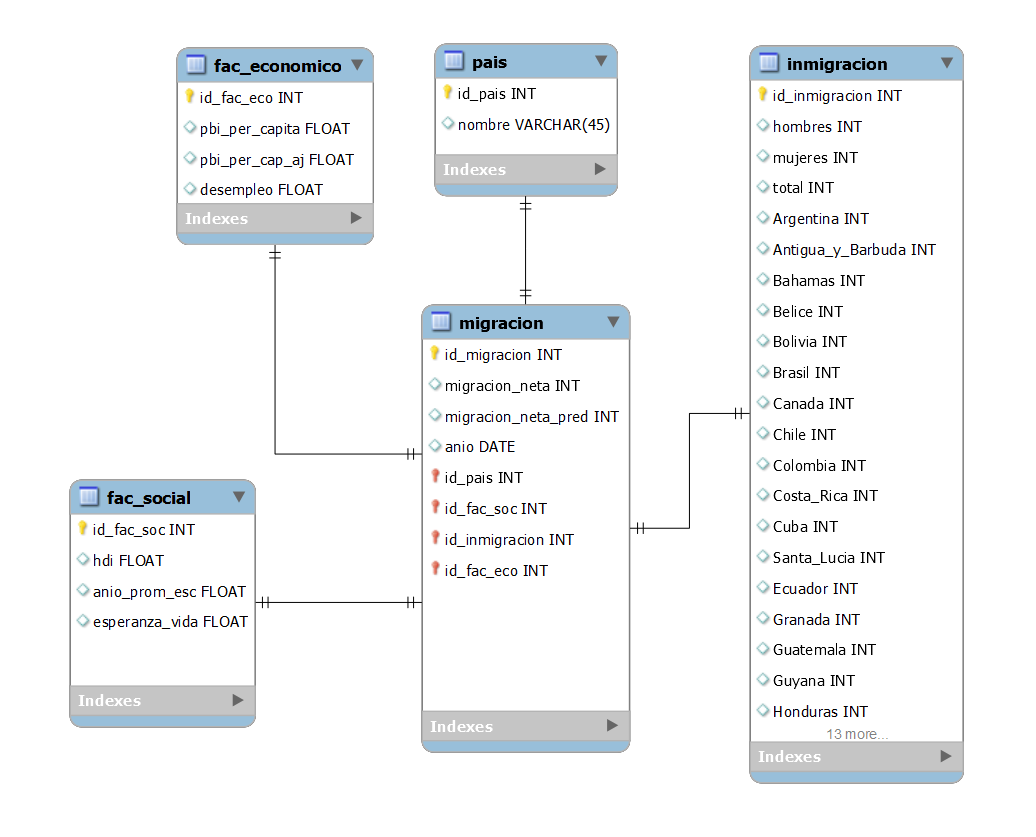 fac_economico
id_fac_eco INT
pbi_per_capita FLOAT
pbi_per_cap_aj FLOAT
desempleo FLOAT
Indexes
pais
id_pais INT
nombre VARCHAR(45)
Indexes
inmigracion
id_inmigracion INT
hombres INT
mujeres INT
total INT
Argentina INT
Antigua_y_Barbuda INT
Bahamas INT
Belice INT
Bolivia INT
Brasil INT
Canada INT
Chile INT
Colombia INT
Costa_Rica INT
Cuba INT
Santa_Lucia INT
Ecuador INT
Granada INT
Guatemala INT
Guyana INT
Honduras INT
13 more...
Indexes
migracion
id_migracion INT
migracion_neta INT
migracion_neta_pred INT
anio DATE
id_pais INT
id_fac_soc INT
id_inmigracion INT
id_fac_eco INT
Indexes
fac_social
id_fac_soc INT
hdi FLOAT
anio_prom_esc FLOAT
esperanza_vida FLOAT
Indexes